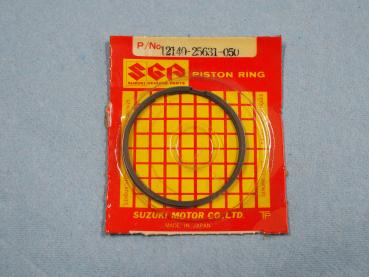 P/No. 12140-25631-050
SGP PISTON RING
SUZUKI GENUINE PARTS
SUZUKI MOTOR CO., LTD.
MADE IN JAPAN